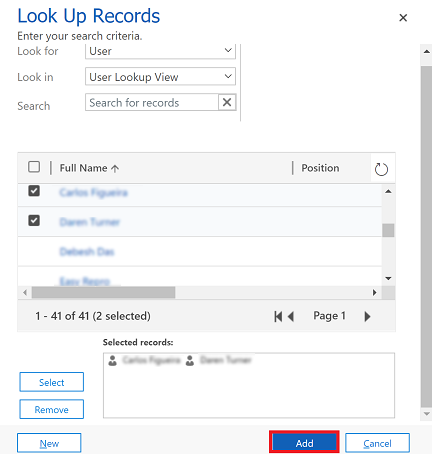 Look Up Records
Enter your search criteria.
Look for User
Look in User Lookup View
Search Search for records
Full Name Position
Carlos Figueira
Daren Turner
Debesh Das
Easy Repro ...
1 - 41 of 41 (2 selected) Page 1
Selected records:
Carlos Figueira Daren Turner
Select
Remove
New Add Cancel